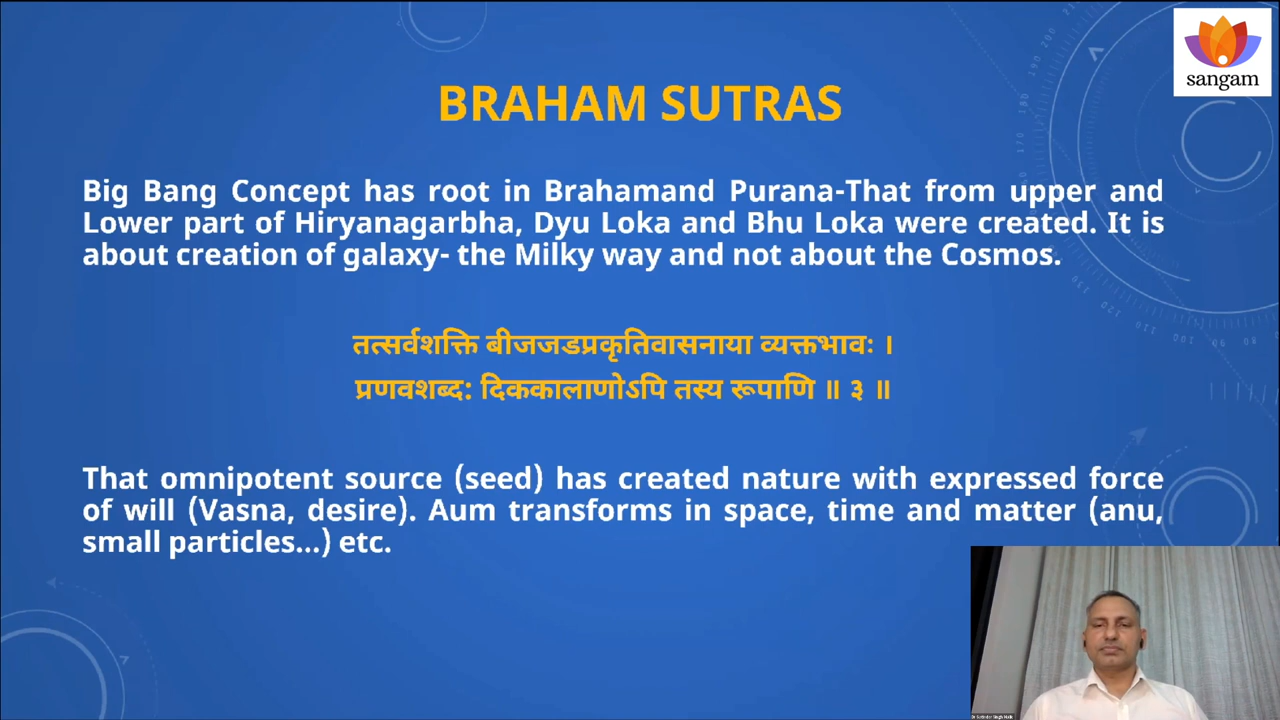 sangam
BRAHAM SUTRAS
Big Bang Concept has root in Brahamand Purana-That from upper and
Lower part of Hiryanagarbha, Dyu Loka and Bhu Loka were created. It is
about creation of galaxy- the Milky way and not about the Cosmos.
तत्सर्वशक्ति बीजजडप्रकृतिवासनाया व्यक्तभावः ।
प्रणवशब्द: दिककालाणोऽपि तस्य रूपाणि ॥ ३ ॥
That omnipotent source (seed) has created nature with expressed force
of will (Vasna, desire). Aum transforms in space, time and matter (anu,
small particles...) etc.